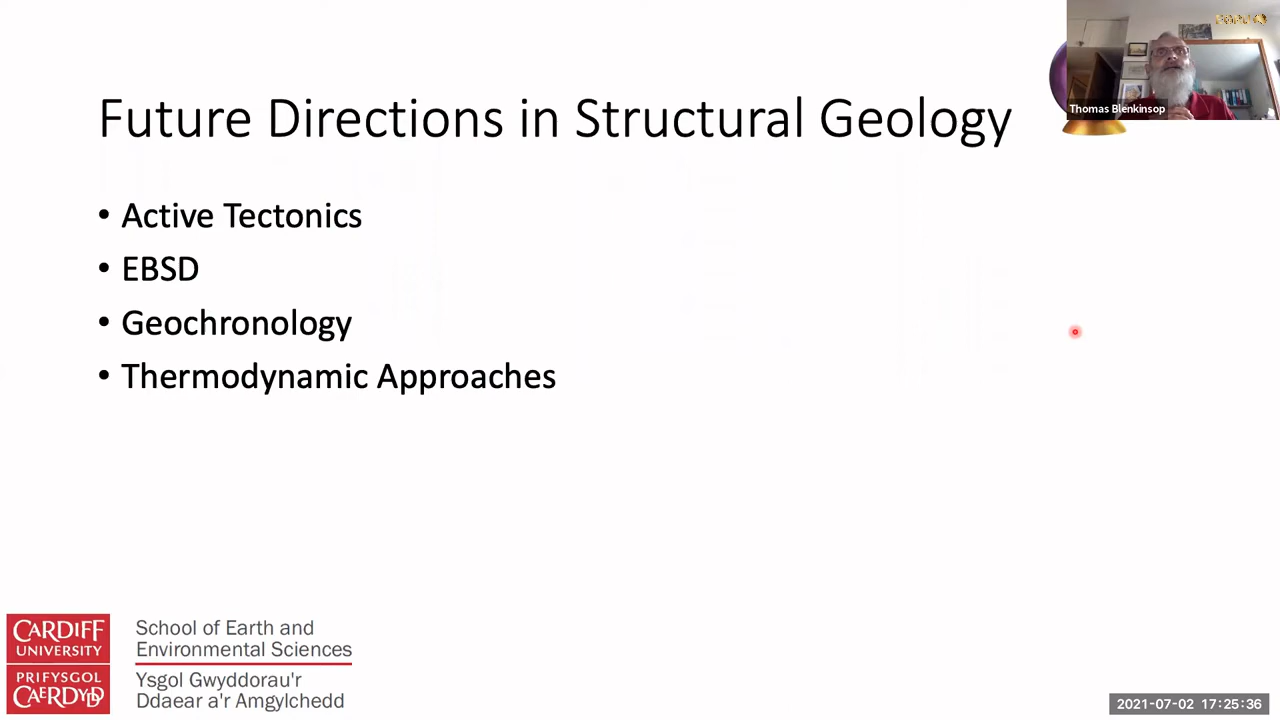 Future Directions in Structural Geology
Thomas Blenkinsop
• Active Tectonics
• EBSD
• Geochronology
• Thermodynamic Approaches
CARDIFF
UNIVERSITY
PRIFYSGOL
CAERDYDD
School of Earth and
Environmental Sciences
Ysgol Gwyddorau'r
Ddaear a'r Amgylchedd
2021-07-02 17:25:36